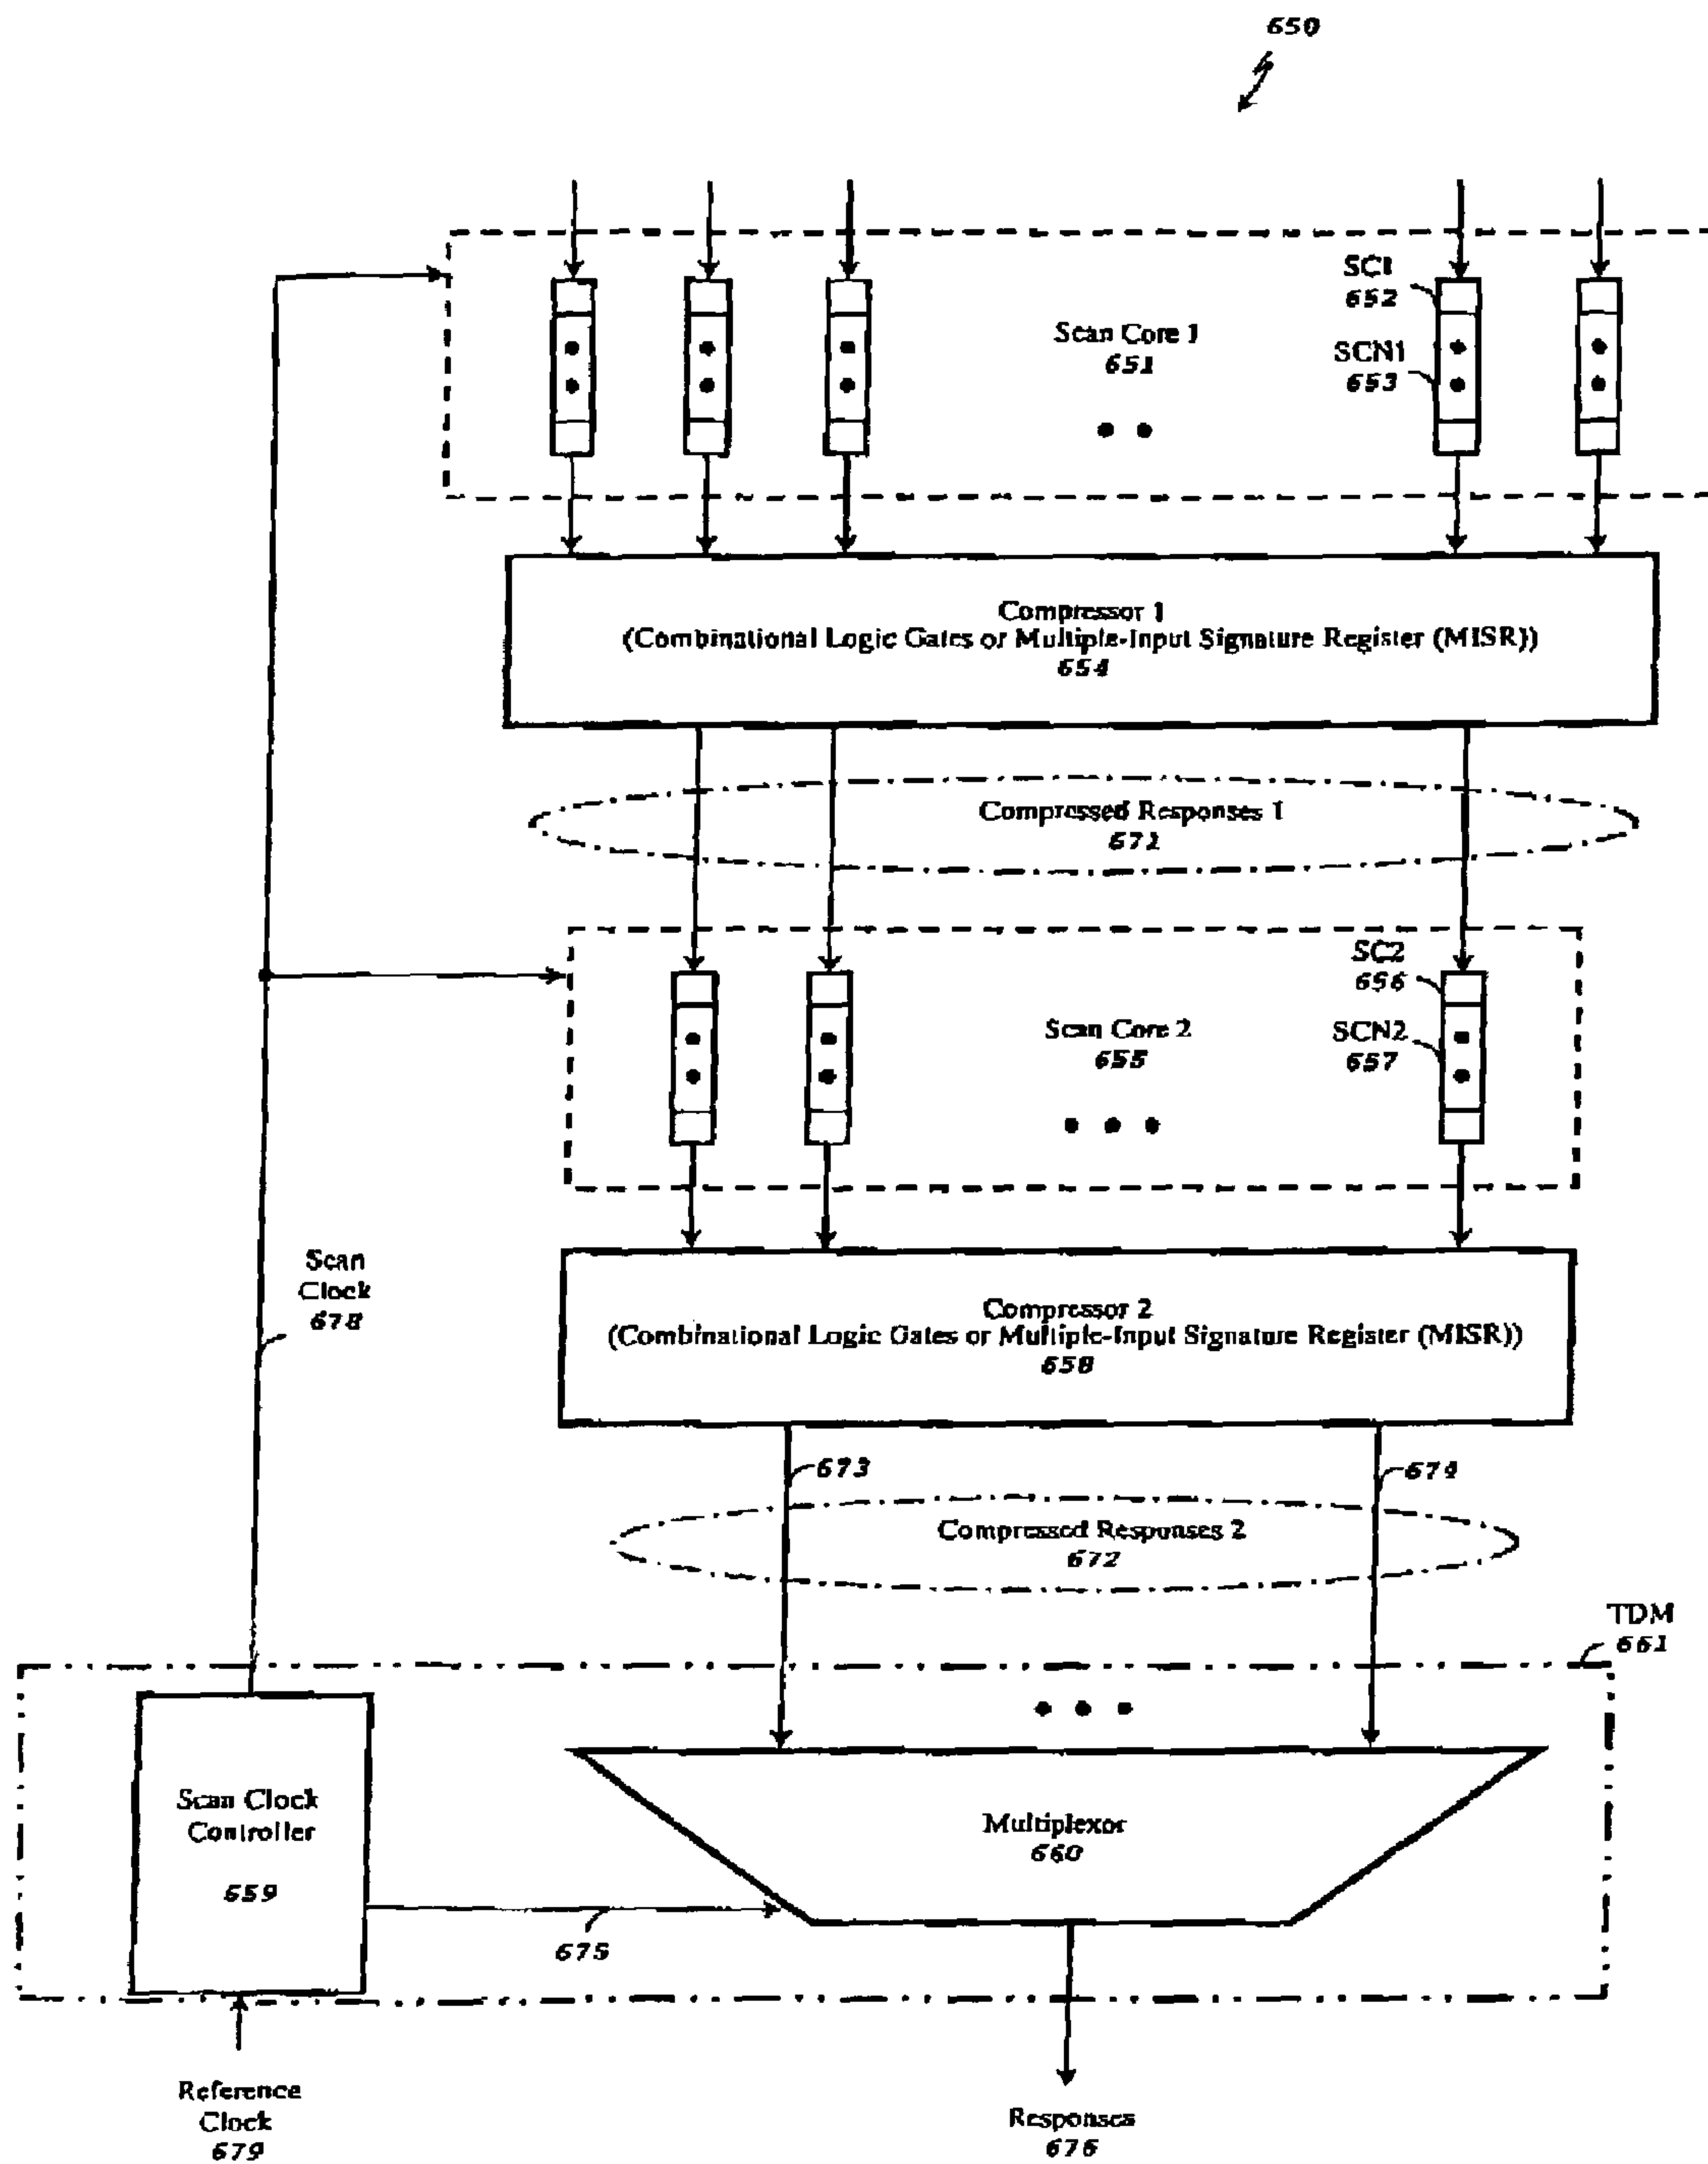 650
SC1
652
Scan Core 1
651
SCN1
653
Compressor 1
(Combinational Logic Gates or Multiple-Input Signature Register (MISR))
654
Compressed Responses 1
671
SC2
656
Scan Core 2
655
SCN2
657
Scan
Clock
678
Compressor 2
(Combinational Logic Gates or Multiple-Input Signature Register (MISR))
658
673
674
Compressed Responses 2
672
TDM
661
Scan Clock
Controller
659
Multiplexor
660
675
Reference
Clock
679
Responses
676